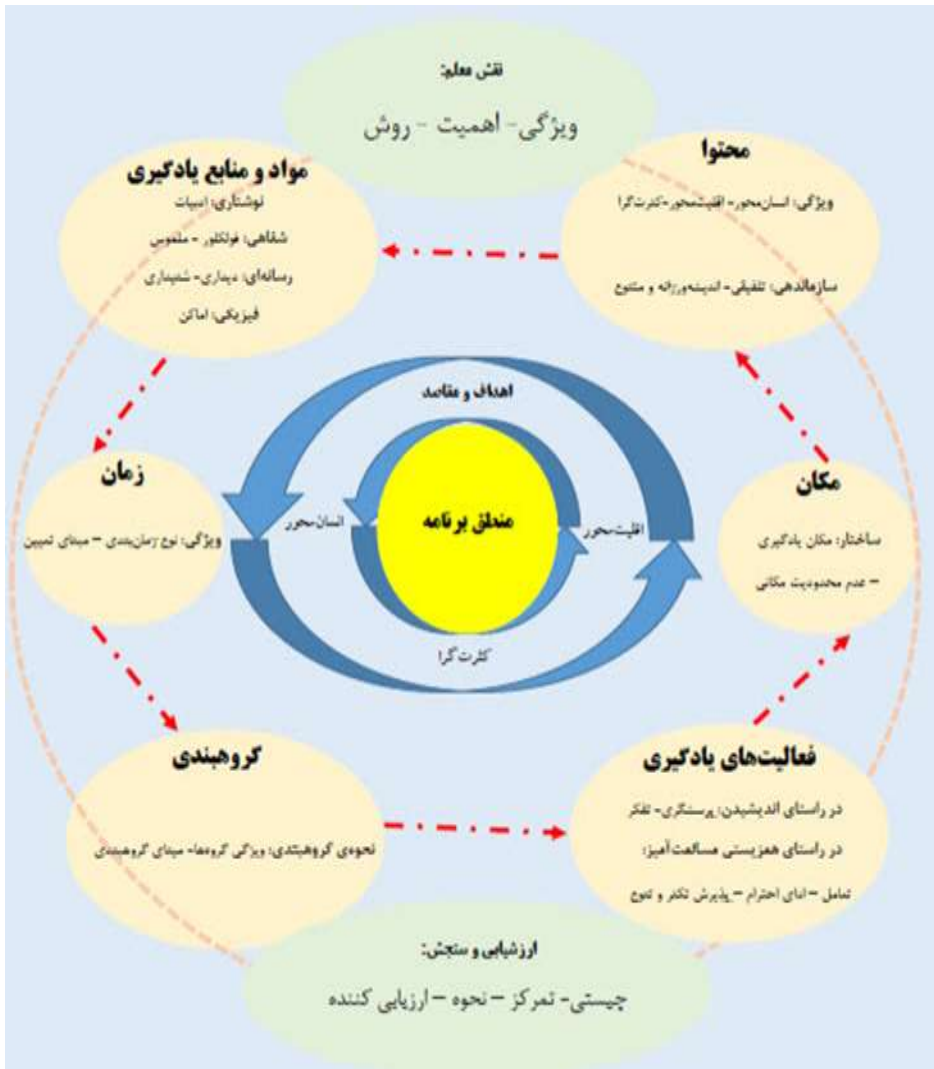 نقش معلم:
ویژگی- اهمیت - روش
محتوا
ویژگی: انسان‌محور- اقلیت‌محور-کثرت‌گرا
سازماندهی: تلفیقی- اندیشه‌ورزانه و متنوع
مواد و منابع یادگیری
نوشتاری: ادبیات
شفاهی: فولکلور - ملموس
رسانه‌ای: دیداری- شنیداری
فیزیکی: اماکن
اهداف و مقاصد
منطق برنامه
انسان‌محور
اقلیت‌محور
کثرت‌گرا
مکان
ساختار: مکان یادگیری
– عدم محدودیت مکانی
زمان
ویژگی: نوع زمان‌بندی – مبنای تعیین
گروهبندی
نحوه‌ی گروهبندی: ویژگی گروه‌ها- مبنای گروهبندی
فعالیت‌های یادگیری
در راستای اندیشیدن: پرسشگری- تفکر
در راستای همزیستی مسالمت‌آمیز:
تعامل – ادای احترام – پذیرش تکثر و تنوع
ارزشیابی و سنجش:
چیستی- تمرکز – نحوه – ارزیابی کننده